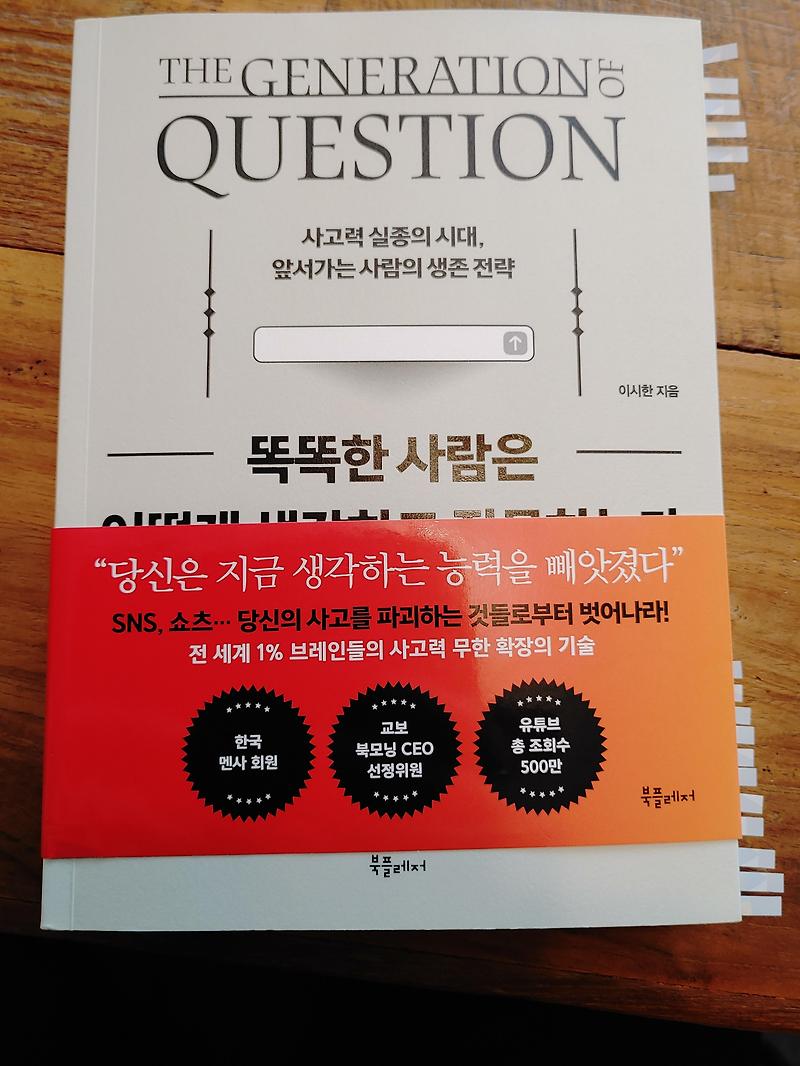 THE GENERATION OF
QUESTION
사고력 실종의 시대,
앞서가는 사람의 생존 전략
이시한 지음
똑똑한 사람은
“당신은 지금 생각하는 능력을 빼앗겼다”
SNS, 쇼츠… 당신의 사고를 파괴하는 것들로부터 벗어나라!
전 세계 1% 브레인들의 사고력 무한 확장의 기술
한국
멘사 회원
교보
북모닝 CEO
선정위원
유튜브
총 조회수
500만
북플레저
북플레저